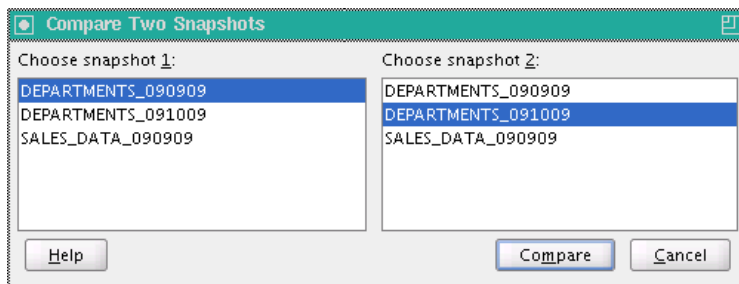 Compare Two Snapshots
Choose snapshot 1:
DEPARTMENTS_090909
DEPARTMENTS_091009
SALES_DATA_090909
Choose snapshot 2:
DEPARTMENTS_090909
DEPARTMENTS_091009
SALES_DATA_090909
Help
Compare
Cancel